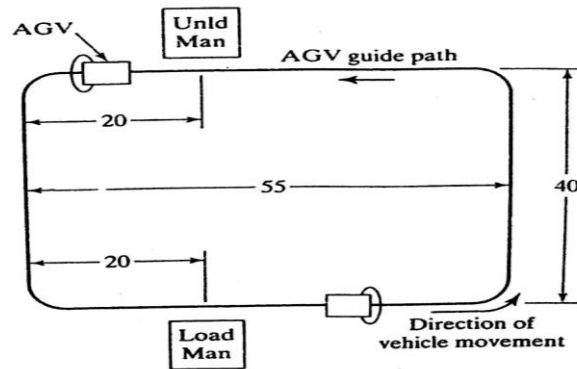 AGV
Unld
Man
AGV guide path
20
55
40
20
Load
Man
Direction of
vehicle movement